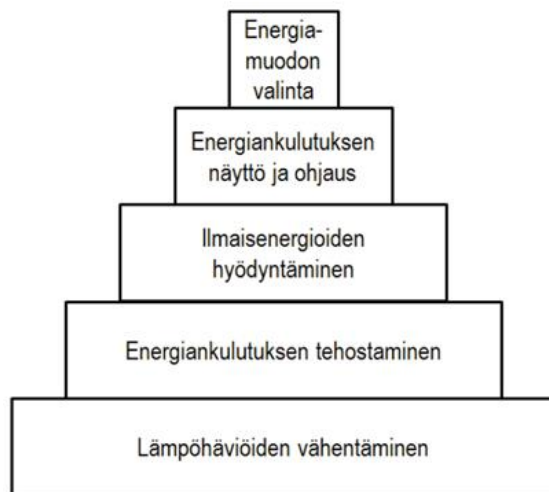 Energia-
muodon
valinta
Energiankulutuksen
näyttö ja ohjaus
Ilmaisenergioiden
hyödyntäminen
Energiankulutuksen tehostaminen
Lämpöhäviöiden vähentäminen